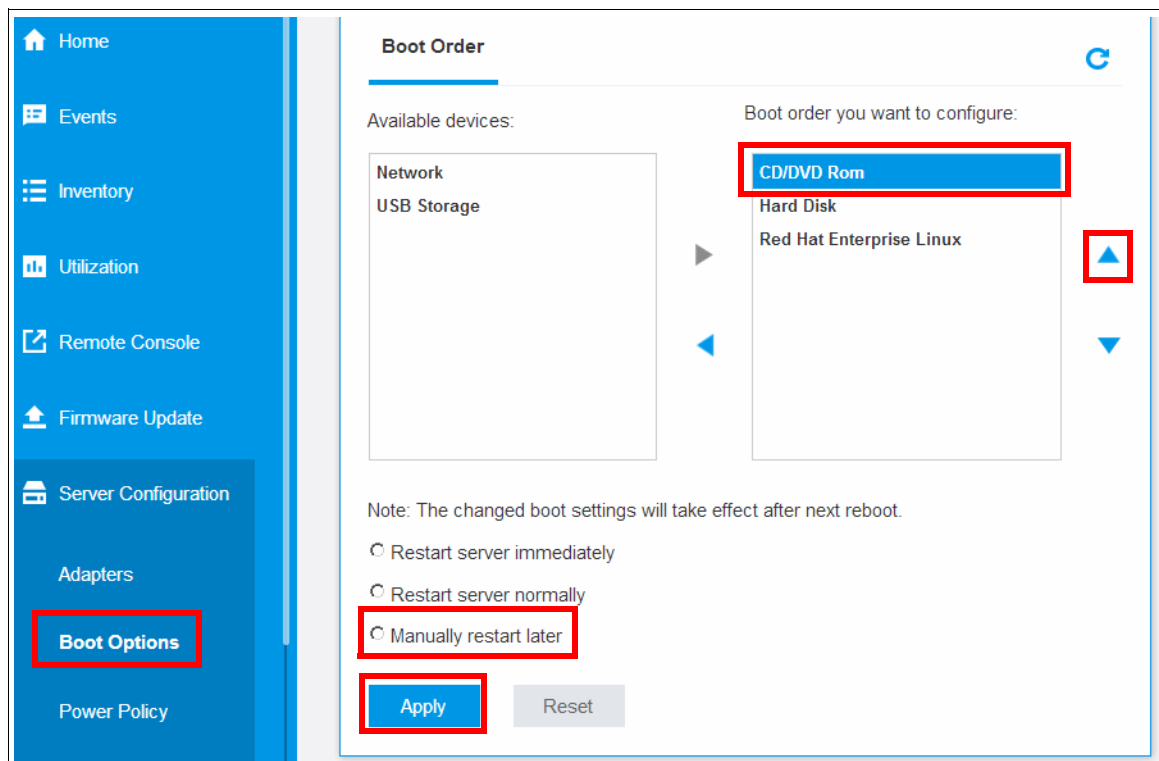 Home
Events
Inventory
Utilization
Remote Console
Firmware Update
Server Configuration
Adapters
Boot Options
Power Policy
Boot Order
Available devices:
Network
USB Storage
Boot order you want to configure:
CD/DVD Rom
Hard Disk
Red Hat Enterprise Linux
Note: The changed boot settings will take effect after next reboot.
Restart server immediately
Restart server normally
Manually restart later
Apply
Reset